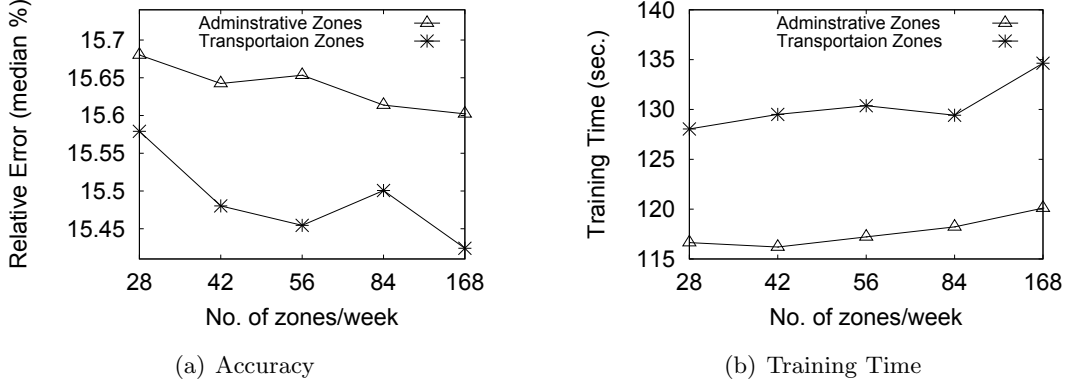 Relative Error (median %)
15.7
15.65
15.6
15.55
15.5
15.45
Adminstrative Zones
Transportaion Zones
28 42 56 84 168
No. of zones/week
(a) Accuracy
Training Time (sec.)
140
135
130
125
120
115
Adminstrative Zones
Transportaion Zones
28 42 56 84 168
No. of zones/week
(b) Training Time